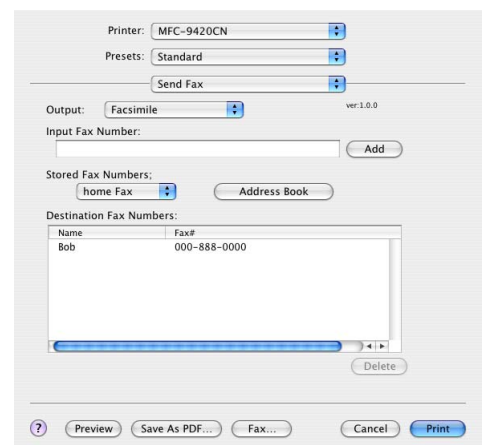 Printer: MFC-9420CN
Presets: Standard
Send Fax
Output: Facsimile ver:1.0.0
Input Fax Number:
Add
Stored Fax Numbers;
home Fax Address Book
Destination Fax Numbers:
Name Fax#
Bob 000-888-0000
Delete
? Preview Save As PDF... Fax... Cancel Print